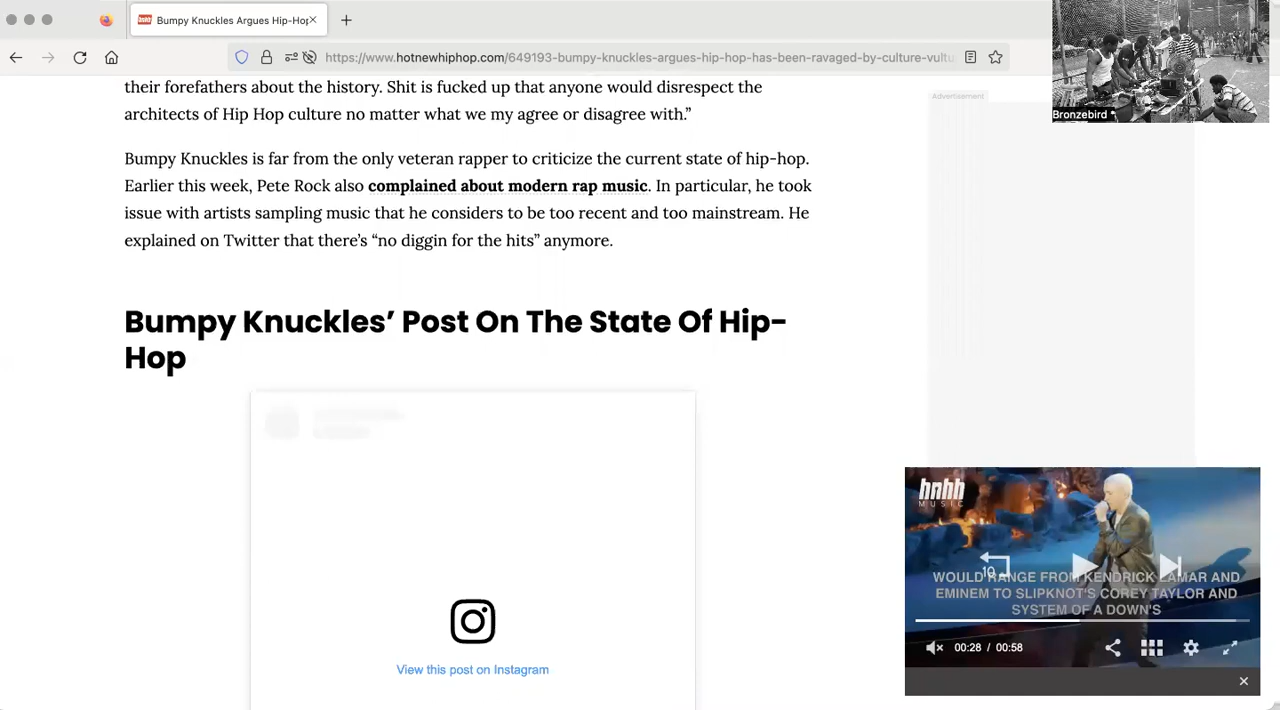 Bumpy Knuckles Argues Hip-Hop
https://www.hotnewhiphop.com/649193-bumpy-knuckles-argues-hip-hop-has-been-ravaged-by-culture-vultu
Bronzebird
Advertisement
their forefathers about the history. Shit is fucked up that anyone would disrespect the
architects of Hip Hop culture no matter what we my agree or disagree with.”
Bumpy Knuckles is far from the only veteran rapper to criticize the current state of hip-hop.
Earlier this week, Pete Rock also complained about modern rap music. In particular, he took
issue with artists sampling music that he considers to be too recent and too mainstream. He
explained on Twitter that there’s “no diggin for the hits” anymore.
Bumpy Knuckles’ Post On The State Of Hip-
Hop
View this post on Instagram
hnhh
MUSIC
10
WOULD RANGE FROM KENDRICK LAMAR AND
EMINEM TO SLIPKNOT'S COREY TAYLOR AND
SYSTEM OF A DOWN'S
00:28 / 00:58